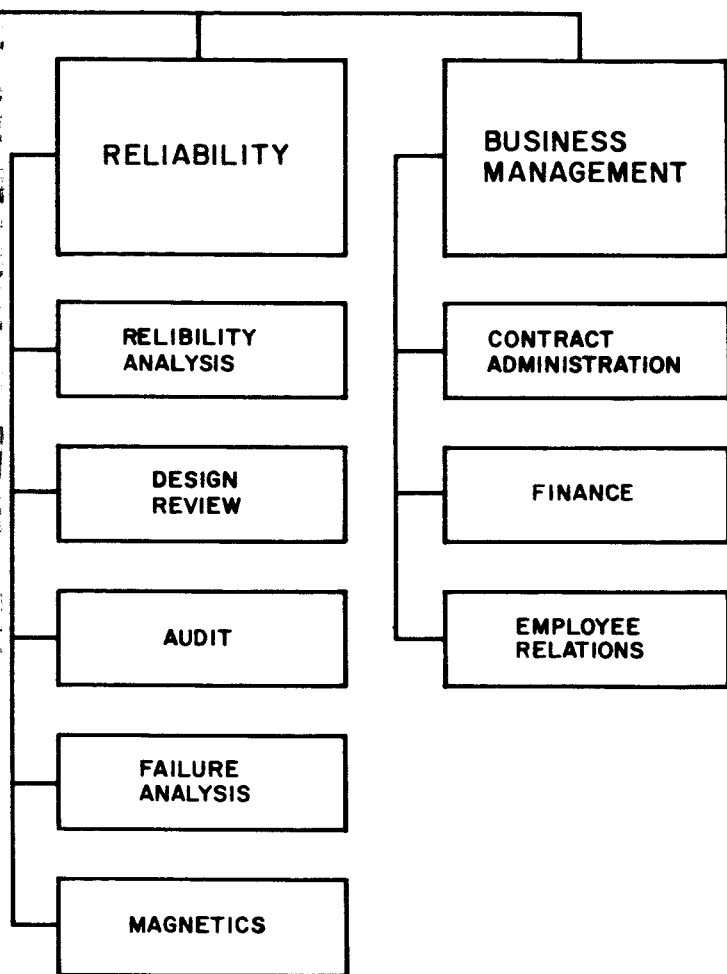 RELIABILITY
RELIBILITY
ANALYSIS
DESIGN
REVIEW
AUDIT
FAILURE
ANALYSIS
MAGNETICS
BUSINESS
MANAGEMENT
CONTRACT
ADMINISTRATION
FINANCE
EMPLOYEE
RELATIONS